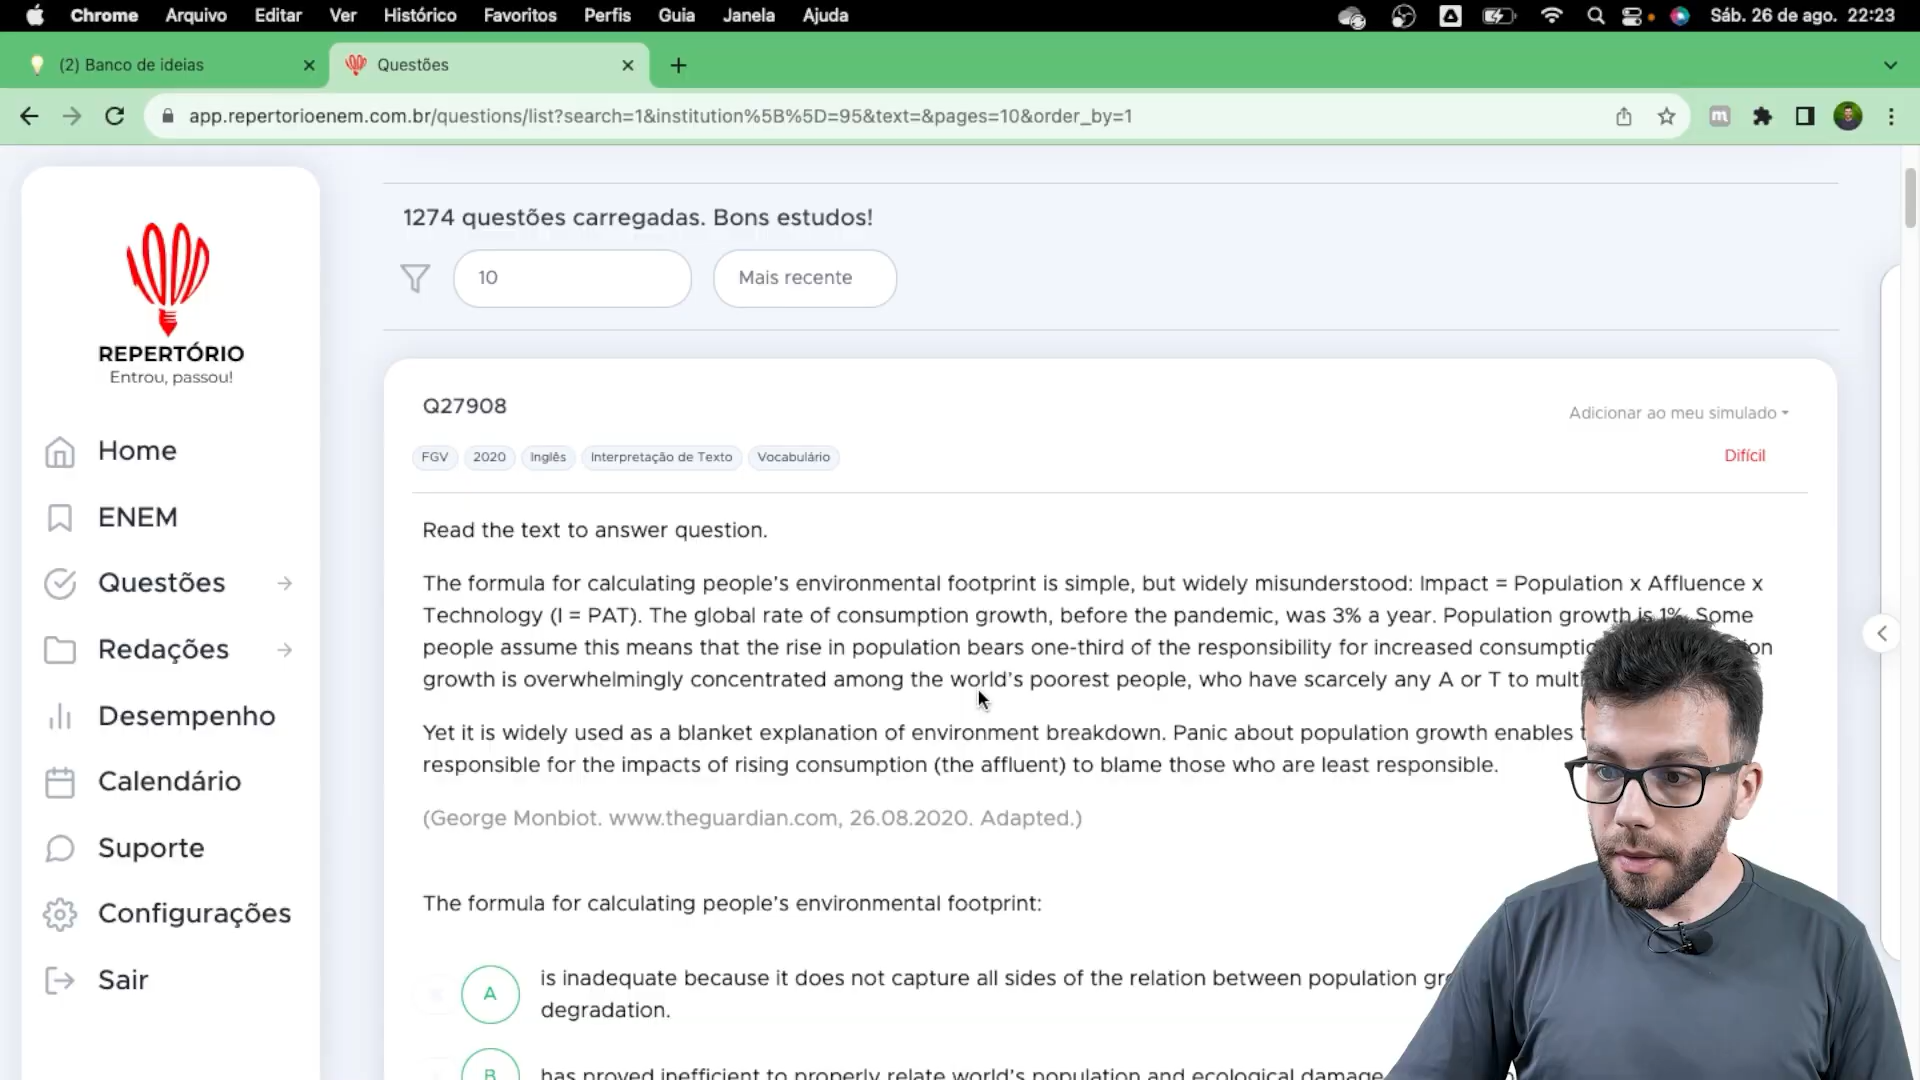 Chrome Arquivo Editar Ver Histórico Favoritos Perfis Guia Janela Ajuda Sáb. 26 de ago. 22:23
(2) Banco de ideias
Questões
app.repertorioenem.com.br/questions/list?search=1&institution%5B%5D=95&text=&pages=10&order_by=1
m
REPERTÓRIO
Entrou, passou!
Home
ENEM
Questões
Redações
Desempenho
Calendário
Suporte
Configurações
Sair
1274 questões carregadas. Bons estudos!
10
Mais recente
Q27908
Adicionar ao meu simulado
FGV 2020 Inglês Interpretação de Texto Vocabulário
Difícil
Read the text to answer question.
The formula for calculating people's environmental footprint is simple, but widely misunderstood: Impact = Population x Affluence x
Technology (I = PAT). The global rate of consumption growth, before the pandemic, was 3% a year. Population growth is 1%. Some
people assume this means that the rise in population bears one-third of the responsibility for increased
growth is overwhelmingly concentrated among the world's poorest people, who have scarcely any A or T to
Yet it is widely used as a blanket explanation of environment breakdown. Panic about population growth enables
responsible for the impacts of rising consumption (the affluent) to blame those who are least responsible.
(George Monbiot. www.theguardian.com, 26.08.2020. Adapted.)
The formula for calculating people's environmental footprint:
A
is inadequate because it does not capture all sides of the relation between population
degradation.
B
has proved inefficient to properly relate world's population and ecological damage